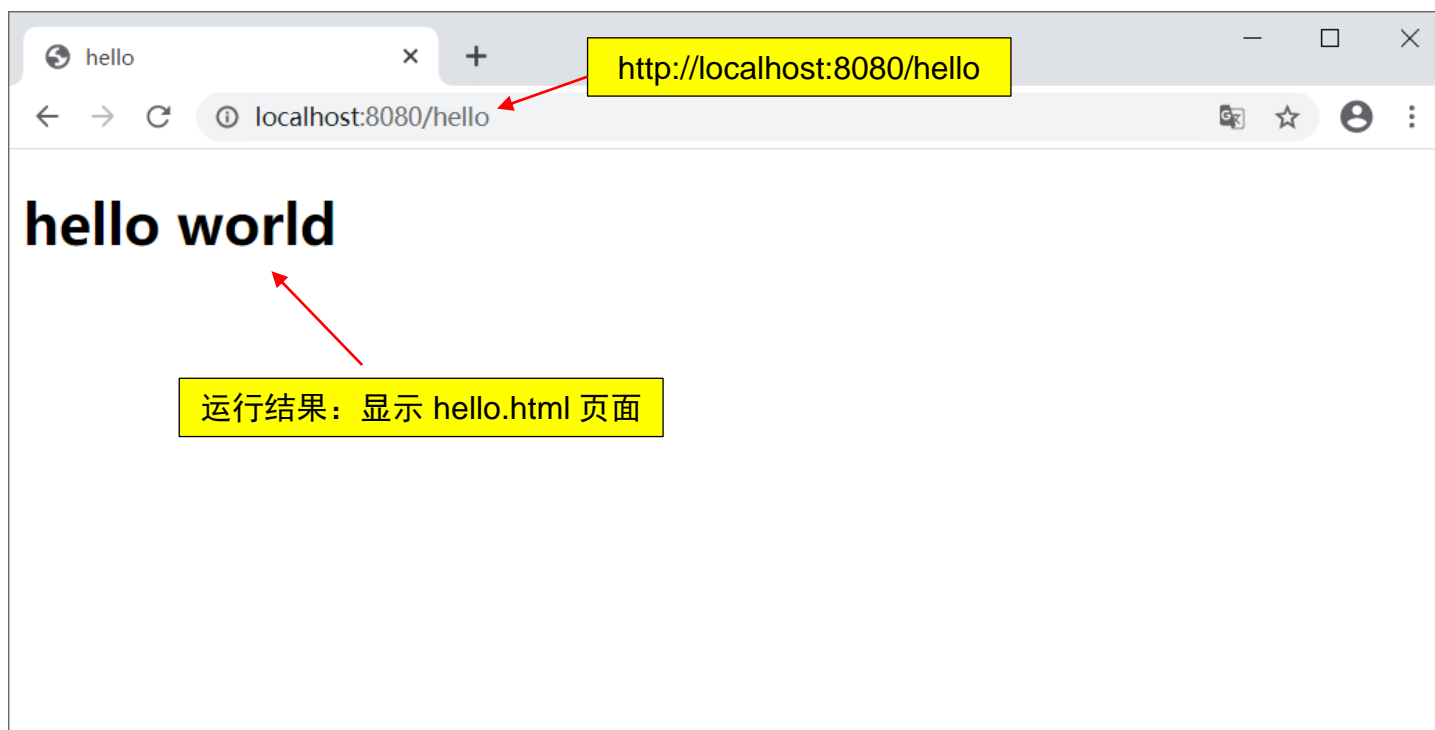 hello
http://localhost:8080/hello
localhost:8080/hello
hello world
运行结果：显示 hello.html 页面